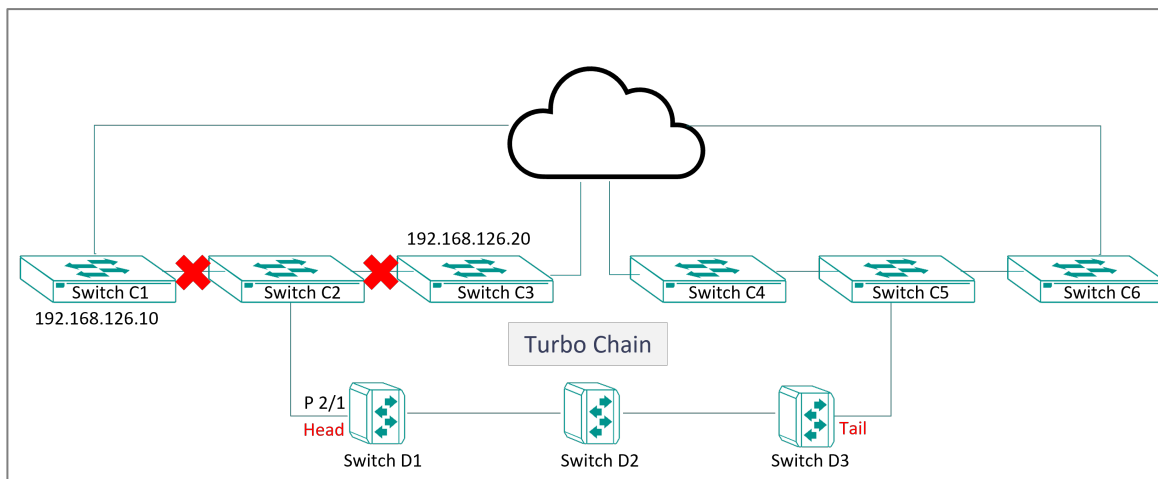 192.168.126.20
Switch C1
Switch C2
Switch C3
Switch C4
Switch C5
Switch C6
192.168.126.10
Turbo Chain
P 2/1
Head
Tail
Switch D1
Switch D2
Switch D3